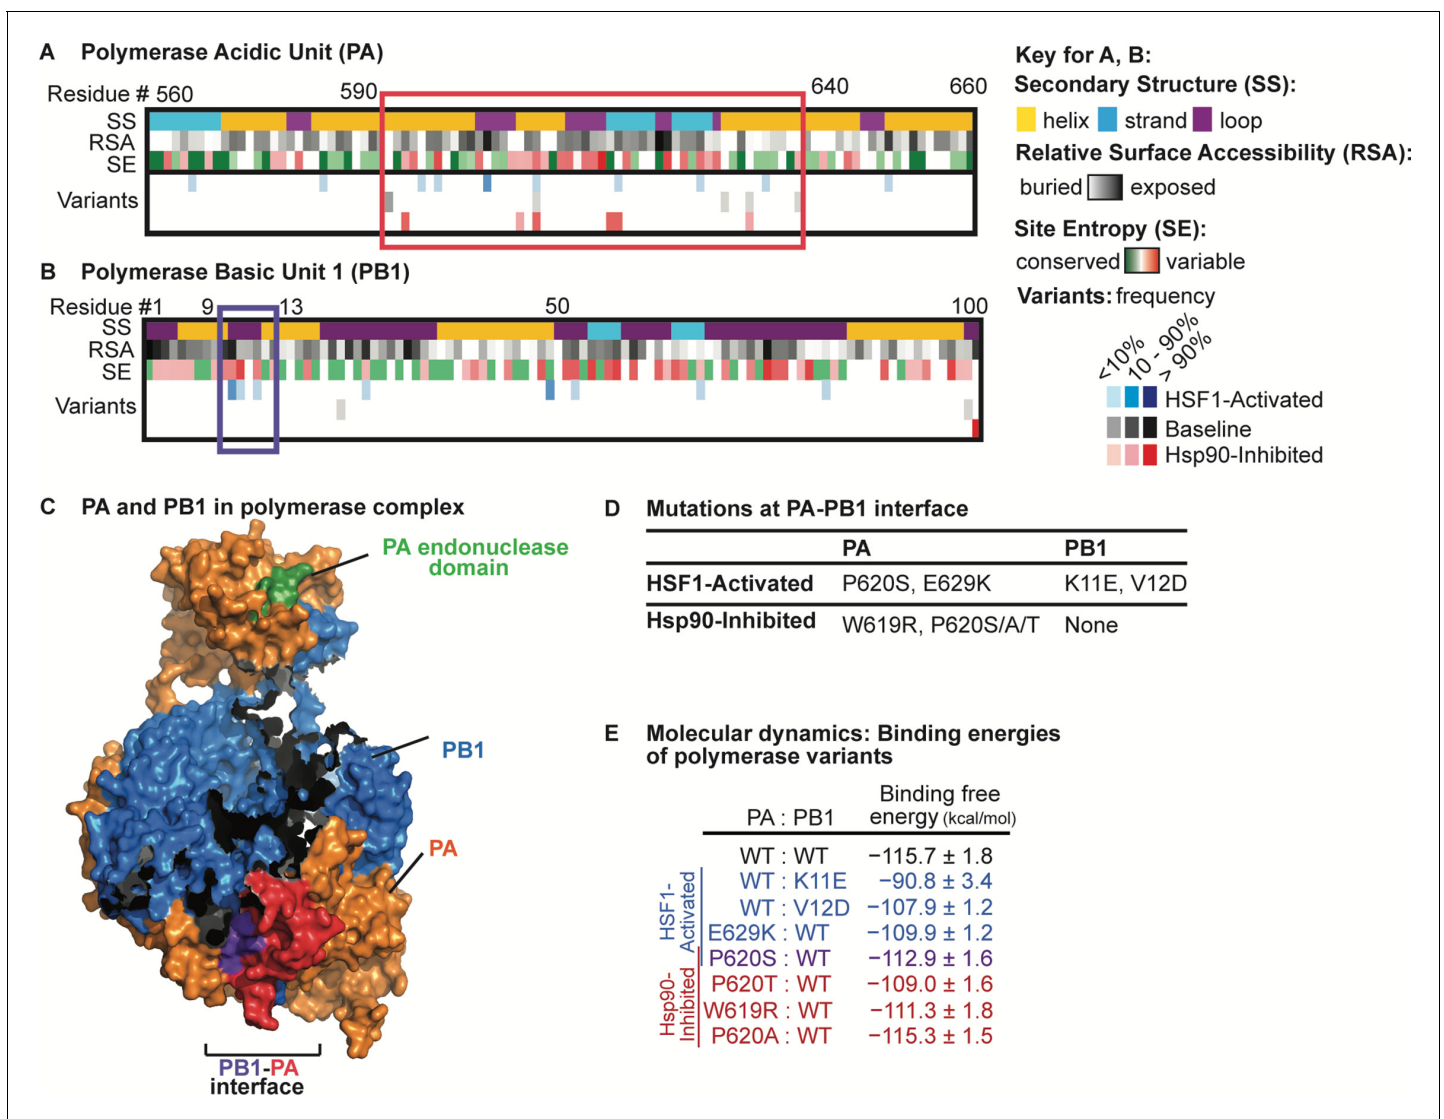 A Polymerase Acidic Unit (PA)
Residue # 560 590 640 660
SS
RSA
SE
Variants
B Polymerase Basic Unit 1 (PB1)
Residue #1 9 13 50 100
SS
RSA
SE
Variants
Key for A, B:
Secondary Structure (SS):
helix strand loop
Relative Surface Accessibility (RSA):
buried exposed
Site Entropy (SE):
conserved variable
Variants: frequency
<10% 10 - 90% > 90%
HSF1-Activated
Baseline
Hsp90-Inhibited
C PA and PB1 in polymerase complex
PA endonuclease
domain
PB1
PA
PB1-PA
interface
D Mutations at PA-PB1 interface
PA PB1
HSF1-Activated P620S, E629K K11E, V12D
Hsp90-Inhibited W619R, P620S/A/T None
E Molecular dynamics: Binding energies
of polymerase variants
Binding free
PA : PB1 energy (kcal/mol)
WT : WT −115.7 ± 1.8
HSF1-
Activated
WT : K11E −90.8 ± 3.4
WT : V12D −107.9 ± 1.2
E629K : WT −109.9 ± 1.2
P620S : WT −112.9 ± 1.6
Hsp90-
Inhibited
P620T : WT −109.0 ± 1.6
W619R : WT −111.3 ± 1.8
P620A : WT −115.3 ± 1.5